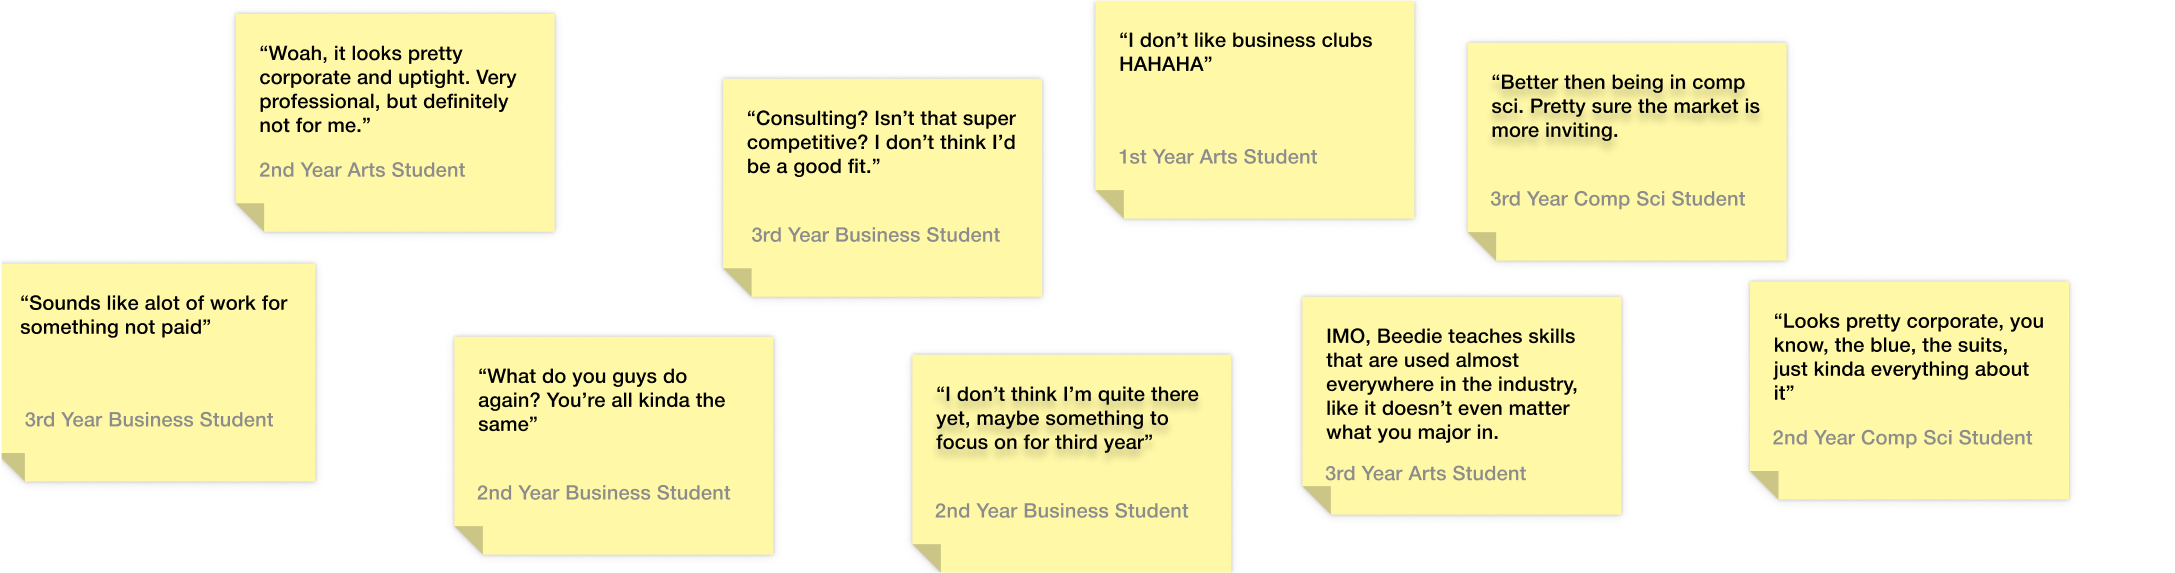 “Woah, it looks pretty
corporate and uptight. Very
professional, but definitely
not for me.”
2nd Year Arts Student
“Consulting? Isn’t that super
competitive? I don’t think I’d
be a good fit.”
3rd Year Business Student
“I don’t like business clubs
HAHAHA”
1st Year Arts Student
“Better then being in comp
sci. Pretty sure the market is
more inviting.
3rd Year Comp Sci Student
“Sounds like alot of work for
something not paid”
3rd Year Business Student
“What do you guys do
again? You’re all kinda the
same”
2nd Year Business Student
“I don’t think I’m quite there
yet, maybe something to
focus on for third year”
2nd Year Business Student
IMO, Beedie teaches skills
that are used almost
everywhere in the industry,
like it doesn’t even matter
what you major in.
3rd Year Arts Student
“Looks pretty corporate, you
know, the blue, the suits,
just kinda everything about
it”
2nd Year Comp Sci Student